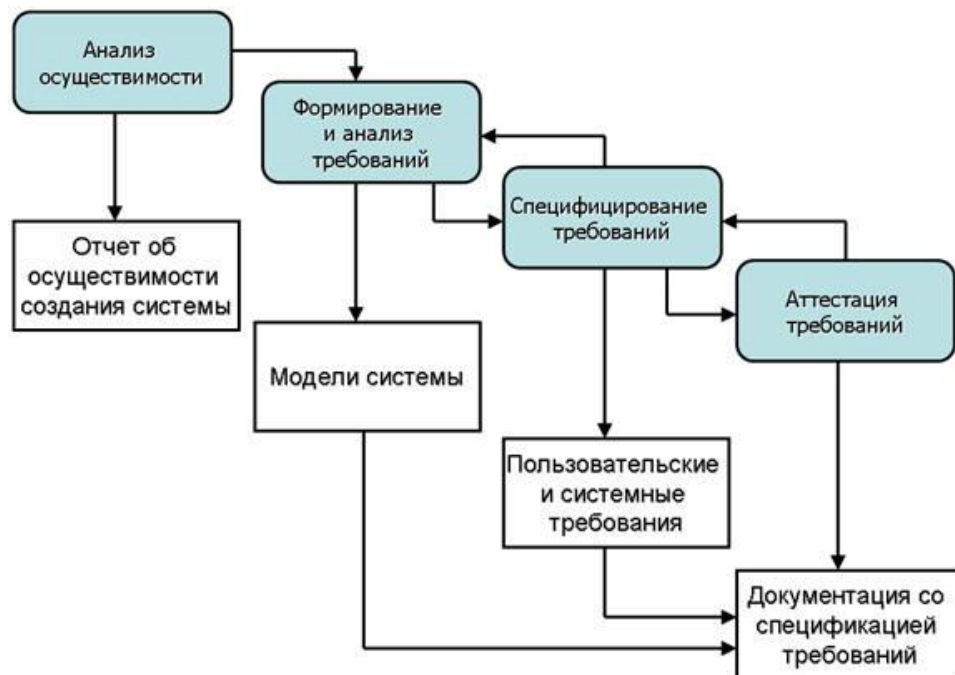 Анализ
осуществимости
Формирование
и анализ
требований
Специфицирование
требований
Отчет об
осуществимости
создания системы
Аттестация
требований
Модели системы
Пользовательские
и системные
требования
Документация со
спецификацией
требований